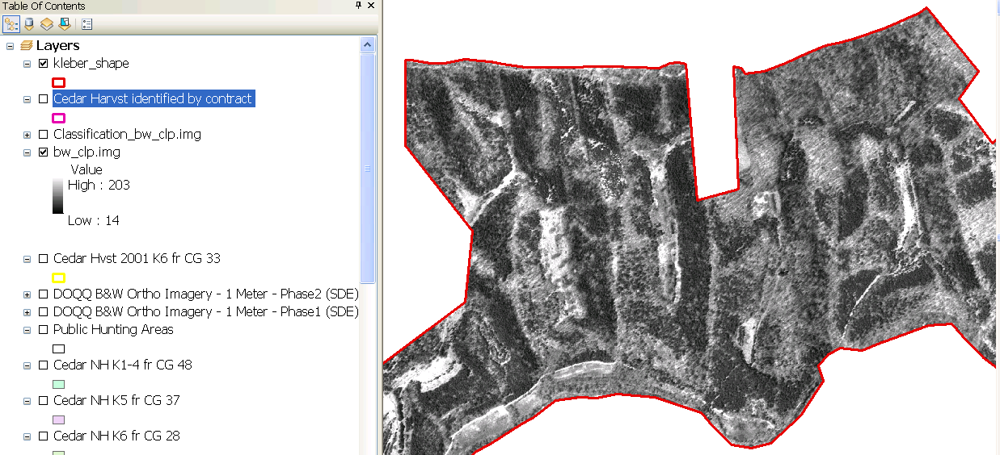 Table Of Contents
Layers
kleber_shape
Cedar Harvst identified by contract
Classification_bw_clp.img
bw_clp.img
Value
High : 203
Low : 14
Cedar Hvst 2001 K6 fr CG 33
DOQQ B&W Ortho Imagery - 1 Meter - Phase2 (SDE)
DOQQ B&W Ortho Imagery - 1 Meter - Phase1 (SDE)
Public Hunting Areas
Cedar NH K1-4 fr CG 48
Cedar NH K5 fr CG 37
Cedar NH K6 fr CG 28